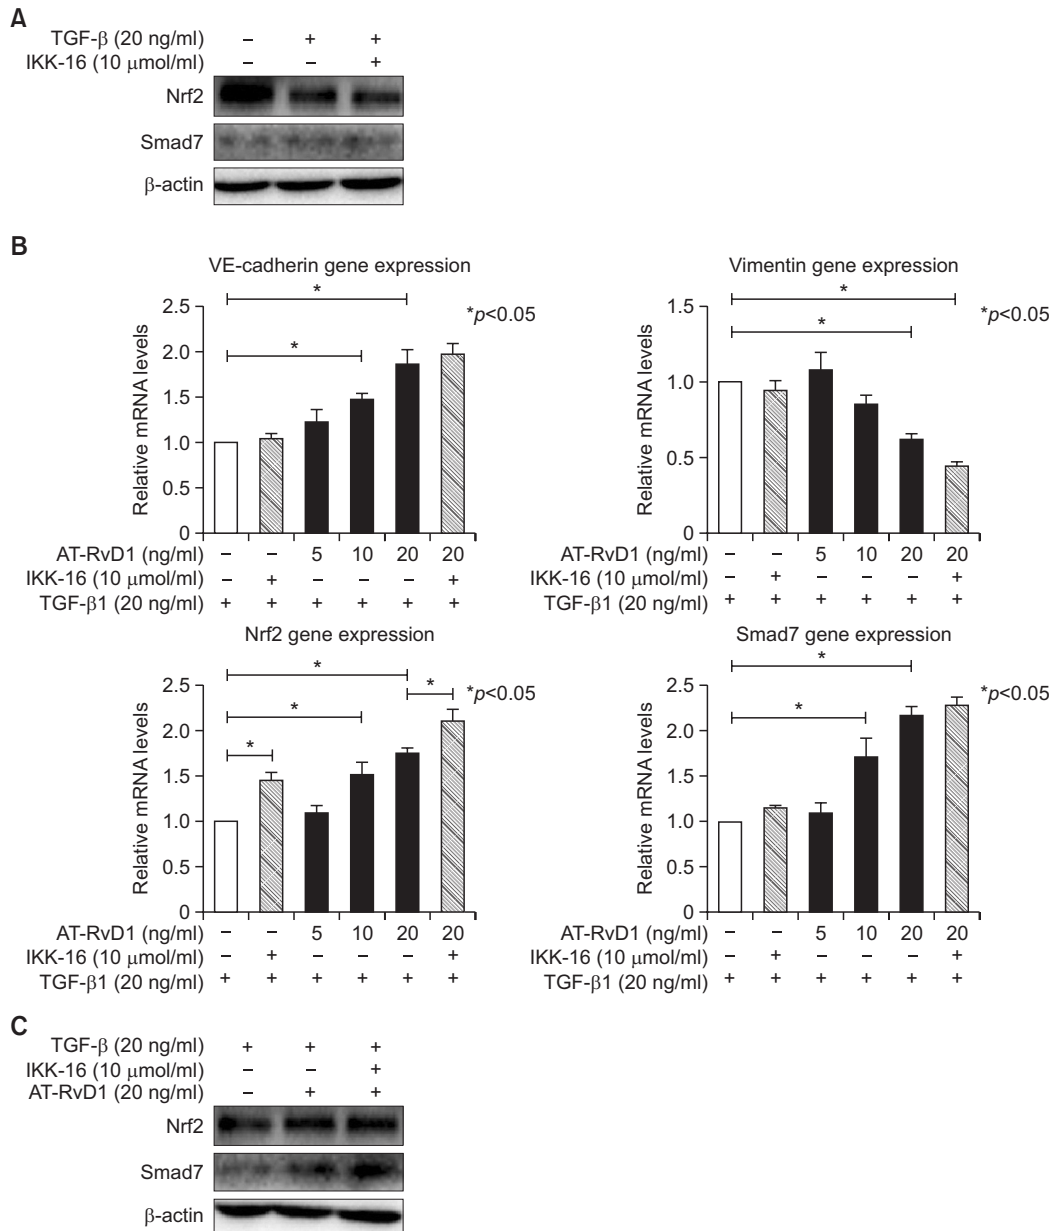 A
TGF-β (20 ng/ml) – + +
IKK-16 (10 μmol/ml) – – +
Nrf2
Smad7
β-actin
B
VE-cadherin gene expression
*p<0.05
* *
Relative mRNA levels
2.5
2.0
1.5
1.0
0.5
0
AT-RvD1 (ng/ml) – – 5 10 20 20
IKK-16 (10 μmol/ml) – + – – – +
TGF-β1 (20 ng/ml) + + + + + +
Vimentin gene expression
*p<0.05
* *
Relative mRNA levels
1.5
1.0
0.5
0
AT-RvD1 (ng/ml) – – 5 10 20 20
IKK-16 (10 μmol/ml) – + – – – +
TGF-β1 (20 ng/ml) + + + + + +
Nrf2 gene expression
*p<0.05
* * * *
Relative mRNA levels
2.5
2.0
1.5
1.0
0.5
0
AT-RvD1 (ng/ml) – – 5 10 20 20
IKK-16 (10 μmol/ml) – + – – – +
TGF-β1 (20 ng/ml) + + + + + +
Smad7 gene expression
*p<0.05
* *
Relative mRNA levels
2.5
2.0
1.5
1.0
0.5
0
AT-RvD1 (ng/ml) – – 5 10 20 20
IKK-16 (10 μmol/ml) – + – – – +
TGF-β1 (20 ng/ml) + + + + + +
C
TGF-β (20 ng/ml) + + +
IKK-16 (10 μmol/ml) – – +
AT-RvD1 (20 ng/ml) – + +
Nrf2
Smad7
β-actin